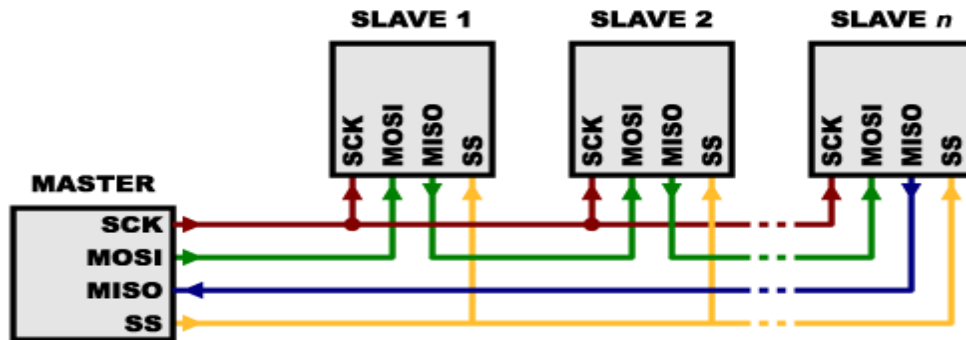 SLAVE 1 SLAVE 2 SLAVE n
SCK MOSI MISO SS SCK MOSI MISO SS SCK MOSI MISO SS
MASTER
SCK
MOSI
MISO
SS